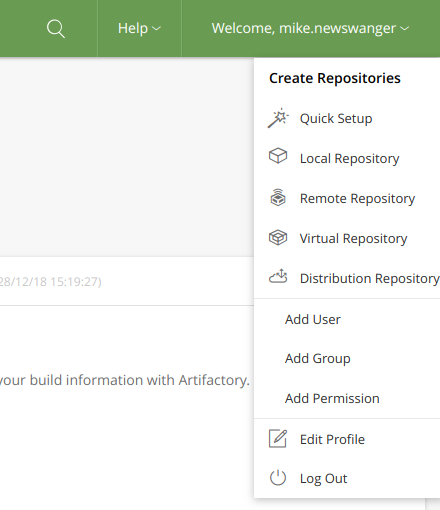 Help
Welcome, mike.newswanger
Create Repositories
Quick Setup
Local Repository
Remote Repository
Virtual Repository
Distribution Repository
28/12/18 15:19:27)
Add User
Add Group
your build information with Artifactory.
Add Permission
Edit Profile
Log Out